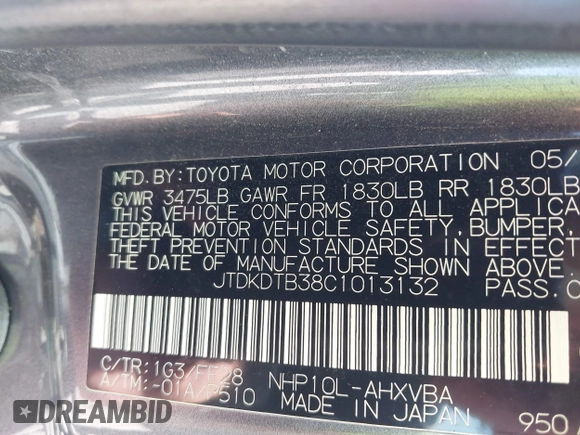 MFD. BY: TOYOTA MOTOR CORPORATION 05/
GVWR 3475LB GAWR FR 1830LB RR 1830LB
THIS VEHICLE CONFORMS TO ALL APPLICA
FEDERAL MOTOR VEHICLE SAFETY, BUMPER,
THEFT PREVENTION STANDARDS IN EFFECT
THE DATE OF MANUFACTURE SHOWN ABOVE.
JTDKDTB38C1013132 PASS.C
C/TR:1G3/FF28 NHP10L-AHXVBA
A/TM:-01A/P510 MADE IN JAPAN 950
DREAMBID